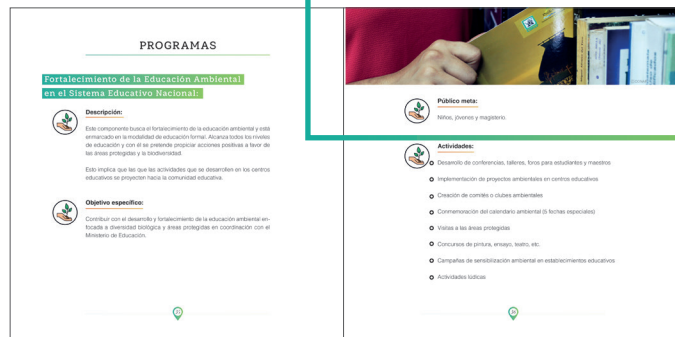 PROGRAMAS
Fortalecimiento de la Educación Ambiental
en el Sistema Educativo Nacional:
Descripción:
Este componente busca el fortalecimiento de la educación ambiental y está
enmarcado en la modalidad de educación formal. Alcanza todos los niveles
de educación y con él se pretende propiciar acciones positivas a favor de
las áreas protegidas y la biodiversidad.
Esto implica que las que las actividades que se desarrollen en los centros
educativos se proyecten hacia la comunidad educativa.
Objetivo específico:
Contribuir con el desarrollo y fortalecimiento de la educación ambiental en-
focada a diversidad biológica y áreas protegidas en coordinación con el
Ministerio de Educación.
Público meta:
Niños, jóvenes y magisterio.
Actividades:
Desarrollo de conferencias, talleres, foros para estudiantes y maestros
Implementación de proyectos ambientales en centros educativos
Creación de comités o clubes ambientales
Conmemoración del calendario ambiental (6 fechas especiales)
Visitas a las áreas protegidas
Concursos de pintura, ensayo, teatro, etc.
Campañas de sensibilización ambiental en establecimientos educativos
Actividades lúdicas